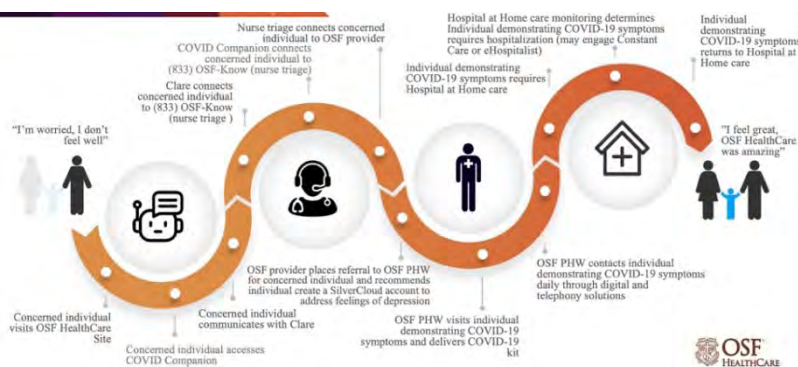 "I'm worried, I don
feel well"
Concerned individual
visits OSF HealthCare
Site
Concerned individual accesses
COVID Companion
Concerned individual
communicates with Clare
Clare connects
concerned individual
to (833) OSF-Know
(nurse triage )
COVID Companion connects
concerned individual to
(833) OSF-Know (nurse triage)
Nurse triage connects concerned
individual to OSF provider
OSF provider places referral to OSF PHW
for concerned individual and recommends
individual create a SilverCloud account to
address feelings of depression
OSF PHW visits individual
demonstrating COVID-19
symptoms and delivers COVID-19
kit
OSF PHW contacts individual
demonstrating COVID-19 symptoms
daily through digital and
telephony solutions
Individual demonstrating
COVID-19 symptoms requires
Hospital at Home care
Hospital at Home care monitoring determines
Individual demonstrating COVID-19 symptoms
requires hospitalization (may engage Constant
Care or eHospitalist)
Individual
demonstrating
COVID-19 symptoms
returns to Hospital at
Home care
"I feel great,
OSF HealthCare
was amazing"
OSF
HEALTHCARE